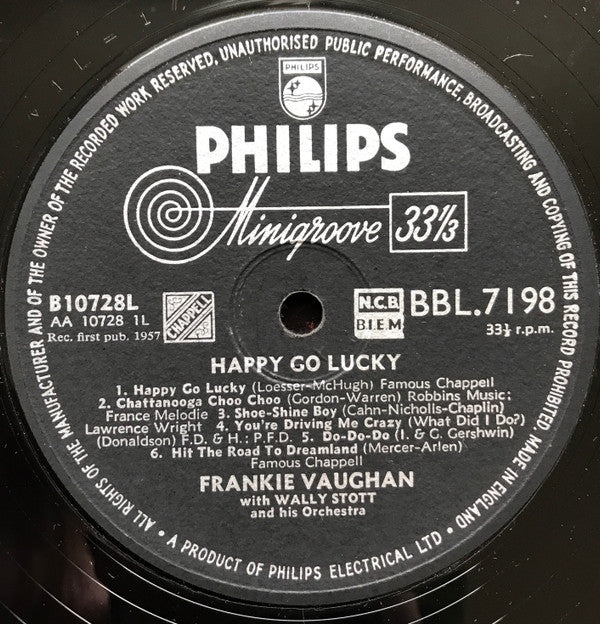 ALL RIGHTS OF THE MANUFACTURER AND OF THE OWNER OF THE RECORDED WORK RESERVED, UNAUTHORISED PUBLIC PERFORMANCE, BROADCASTING AND COPYING OF THIS RECORD PROHIBITED. MADE IN ENGLAND
PHILIPS
PHILIPS
Minigroove 33⅓
B10728L
AA 10728 1L
Rec. first pub. 1957
CHAPPELL
N.C.B.
BIEM
BBL.7198
33⅓ r.p.m.
HAPPY GO LUCKY
1. Happy Go Lucky (Loesser-McHugh) Famous Chappell
2. Chattanooga Choo Choo (Gordon-Warren) Robbins Music;
France Melodie 3. Shoe-Shine Boy (Cahn-Nicholls-Chaplin)
Lawrence Wright 4. You're Driving Me Crazy (What Did I Do?)
(Donaldson) F.D. & H.: P.F.D. 5. Do-Do-Do (I. & G. Gershwin)
6. Hit The Road To Dreamland (Mercer-Arlen)
Famous Chappell
FRANKIE VAUGHAN
with WALLY STOTT
and his Orchestra
• A PRODUCT OF PHILIPS ELECTRICAL LTD •